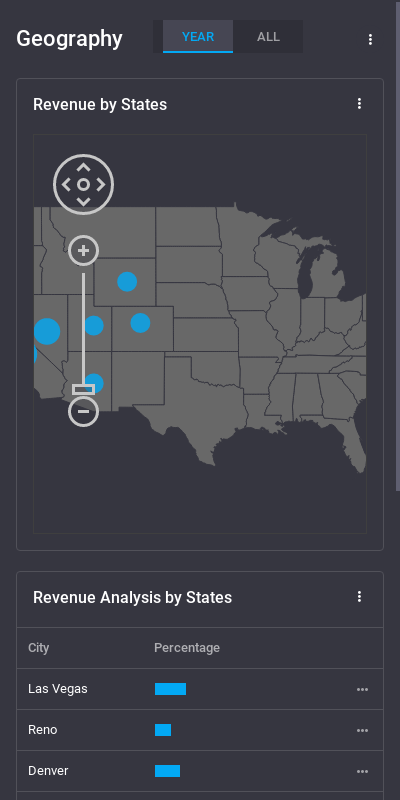 Geography
YEAR
ALL
Revenue by States
Revenue Analysis by States
City
Percentage
Las Vegas
Reno
Denver